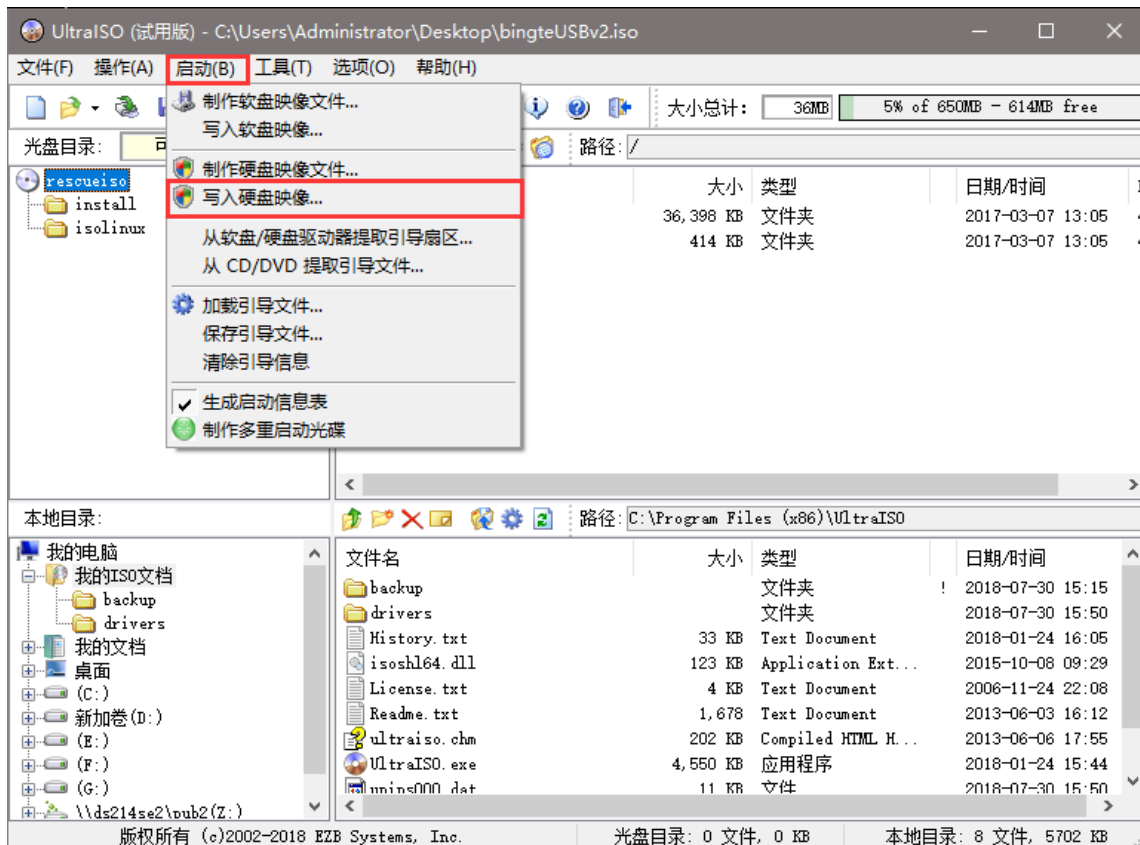 UltraISO (试用版) - C:\Users\Administrator\Desktop\bingteUSBv2.iso
文件(F) 操作(A) 启动(B) 工具(T) 选项(O) 帮助(H)
大小总计: 36MB 5% of 650MB - 614MB free
制作软盘映像文件...
写入软盘映像...
制作硬盘映像文件...
写入硬盘映像...
从软盘/硬盘驱动器提取引导扇区...
从 CD/DVD 提取引导文件...
加载引导文件...
保存引导文件...
清除引导信息
生成启动信息表
制作多重启动光碟
光盘目录: 可 路径: /
rescueiso
install
isolinux
大小 类型 日期/时间
36,398 KB 文件夹 2017-03-07 13:05
414 KB 文件夹 2017-03-07 13:05
本地目录: 路径: C:\Program Files (x86)\UltraISO
我的电脑
我的ISO文档
backup
drivers
我的文档
桌面
(C:)
新加卷(D:)
(E:)
(F:)
(G:)
\\ds214se2\pub2(Z:)
文件名 大小 类型 日期/时间
backup 文件夹 ! 2018-07-30 15:15
drivers 文件夹 2018-07-30 15:50
History.txt 33 KB Text Document 2018-01-24 16:05
isoshl64.dll 123 KB Application Ext... 2015-10-08 09:29
License.txt 4 KB Text Document 2006-11-24 22:08
Readme.txt 1,678 Text Document 2013-06-03 16:12
ultraiso.chm 202 KB Compiled HTML H... 2013-06-06 17:55
UltraISO.exe 4,550 KB 应用程序 2018-01-24 15:44
unins000.dat 11 KB 文件 2018-07-30 15:50
版权所有 (c)2002-2018 EZB Systems, Inc. 光盘目录: 0 文件, 0 KB 本地目录: 8 文件, 5702 KB